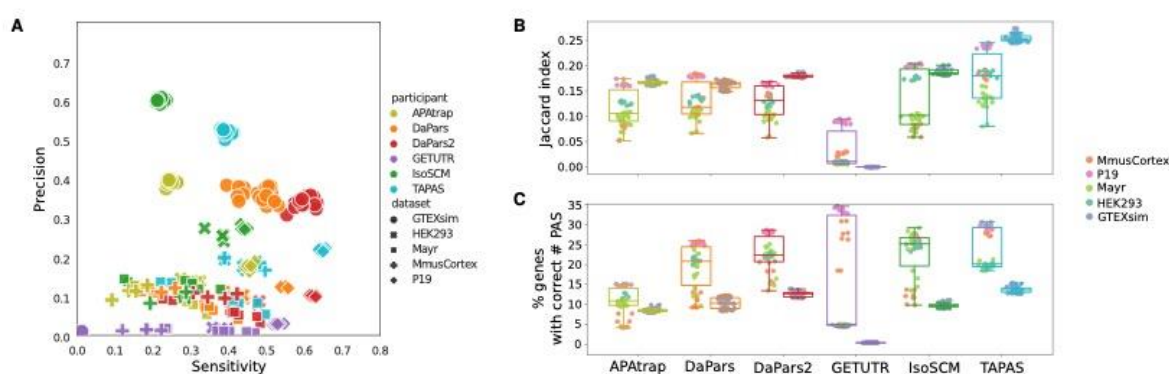 A
Precision
0.7
0.6
0.5
0.4
0.3
0.2
0.1
0.0
0.0 0.1 0.2 0.3 0.4 0.5 0.6 0.7 0.8
Sensitivity
participant
APAtrap
DaPars
DaPars2
GETUTR
IsoSCM
TAPAS
dataset
GTEXsim
HEK293
Mayr
MmusCortex
P19
B
Jaccard index
0.25
0.20
0.15
0.10
0.05
0.00
C
% genes
with correct # PAS
35
30
25
20
15
10
5
0
APAtrap DaPars DaPars2 GETUTR IsoSCM TAPAS
MmusCortex
P19
Mayr
HEK293
GTEXsim